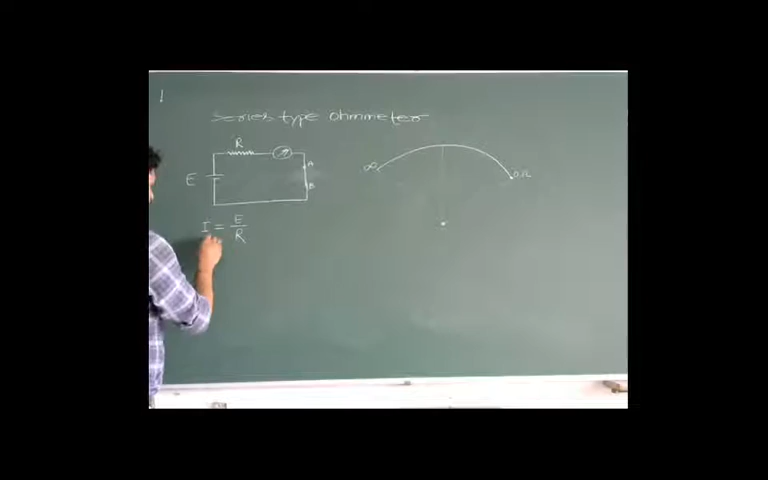 1
Series type ohmmeter
R
A
E
B
I = E/R
∞
0Ω